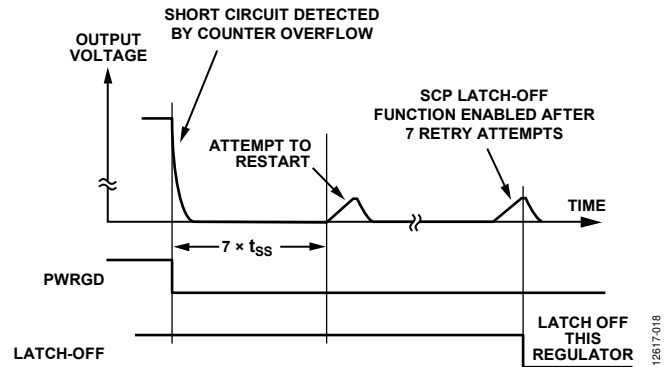 SHORT CIRCUIT DETECTED
BY COUNTER OVERFLOW
OUTPUT
VOLTAGE
SCP LATCH-OFF
FUNCTION ENABLED AFTER
7 RETRY ATTEMPTS
ATTEMPT TO
RESTART
TIME
7 × tSS
PWRGD
LATCH-OFF
LATCH OFF
THIS
REGULATOR
12617-018